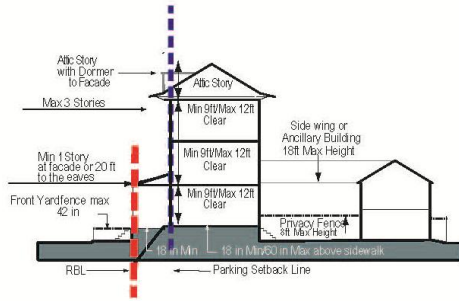 Attic Story
with Dormer
to Facade
Attic Story
Max 3 Stories
Min 9ft/Max 12ft
Clear
Side wing or
Ancillary Building
18ft Max Height
Min 9ft/Max 12ft
Clear
Min 1 Story
at facade or 20 ft
to the eaves
Min 9ft/Max 12ft
Clear
Front Yardfence max
42 in
Privacy Fence
8ft Max Height
18 in Min
18 in Min/60 in Max above sidewalk
RBL
Parking Setback Line